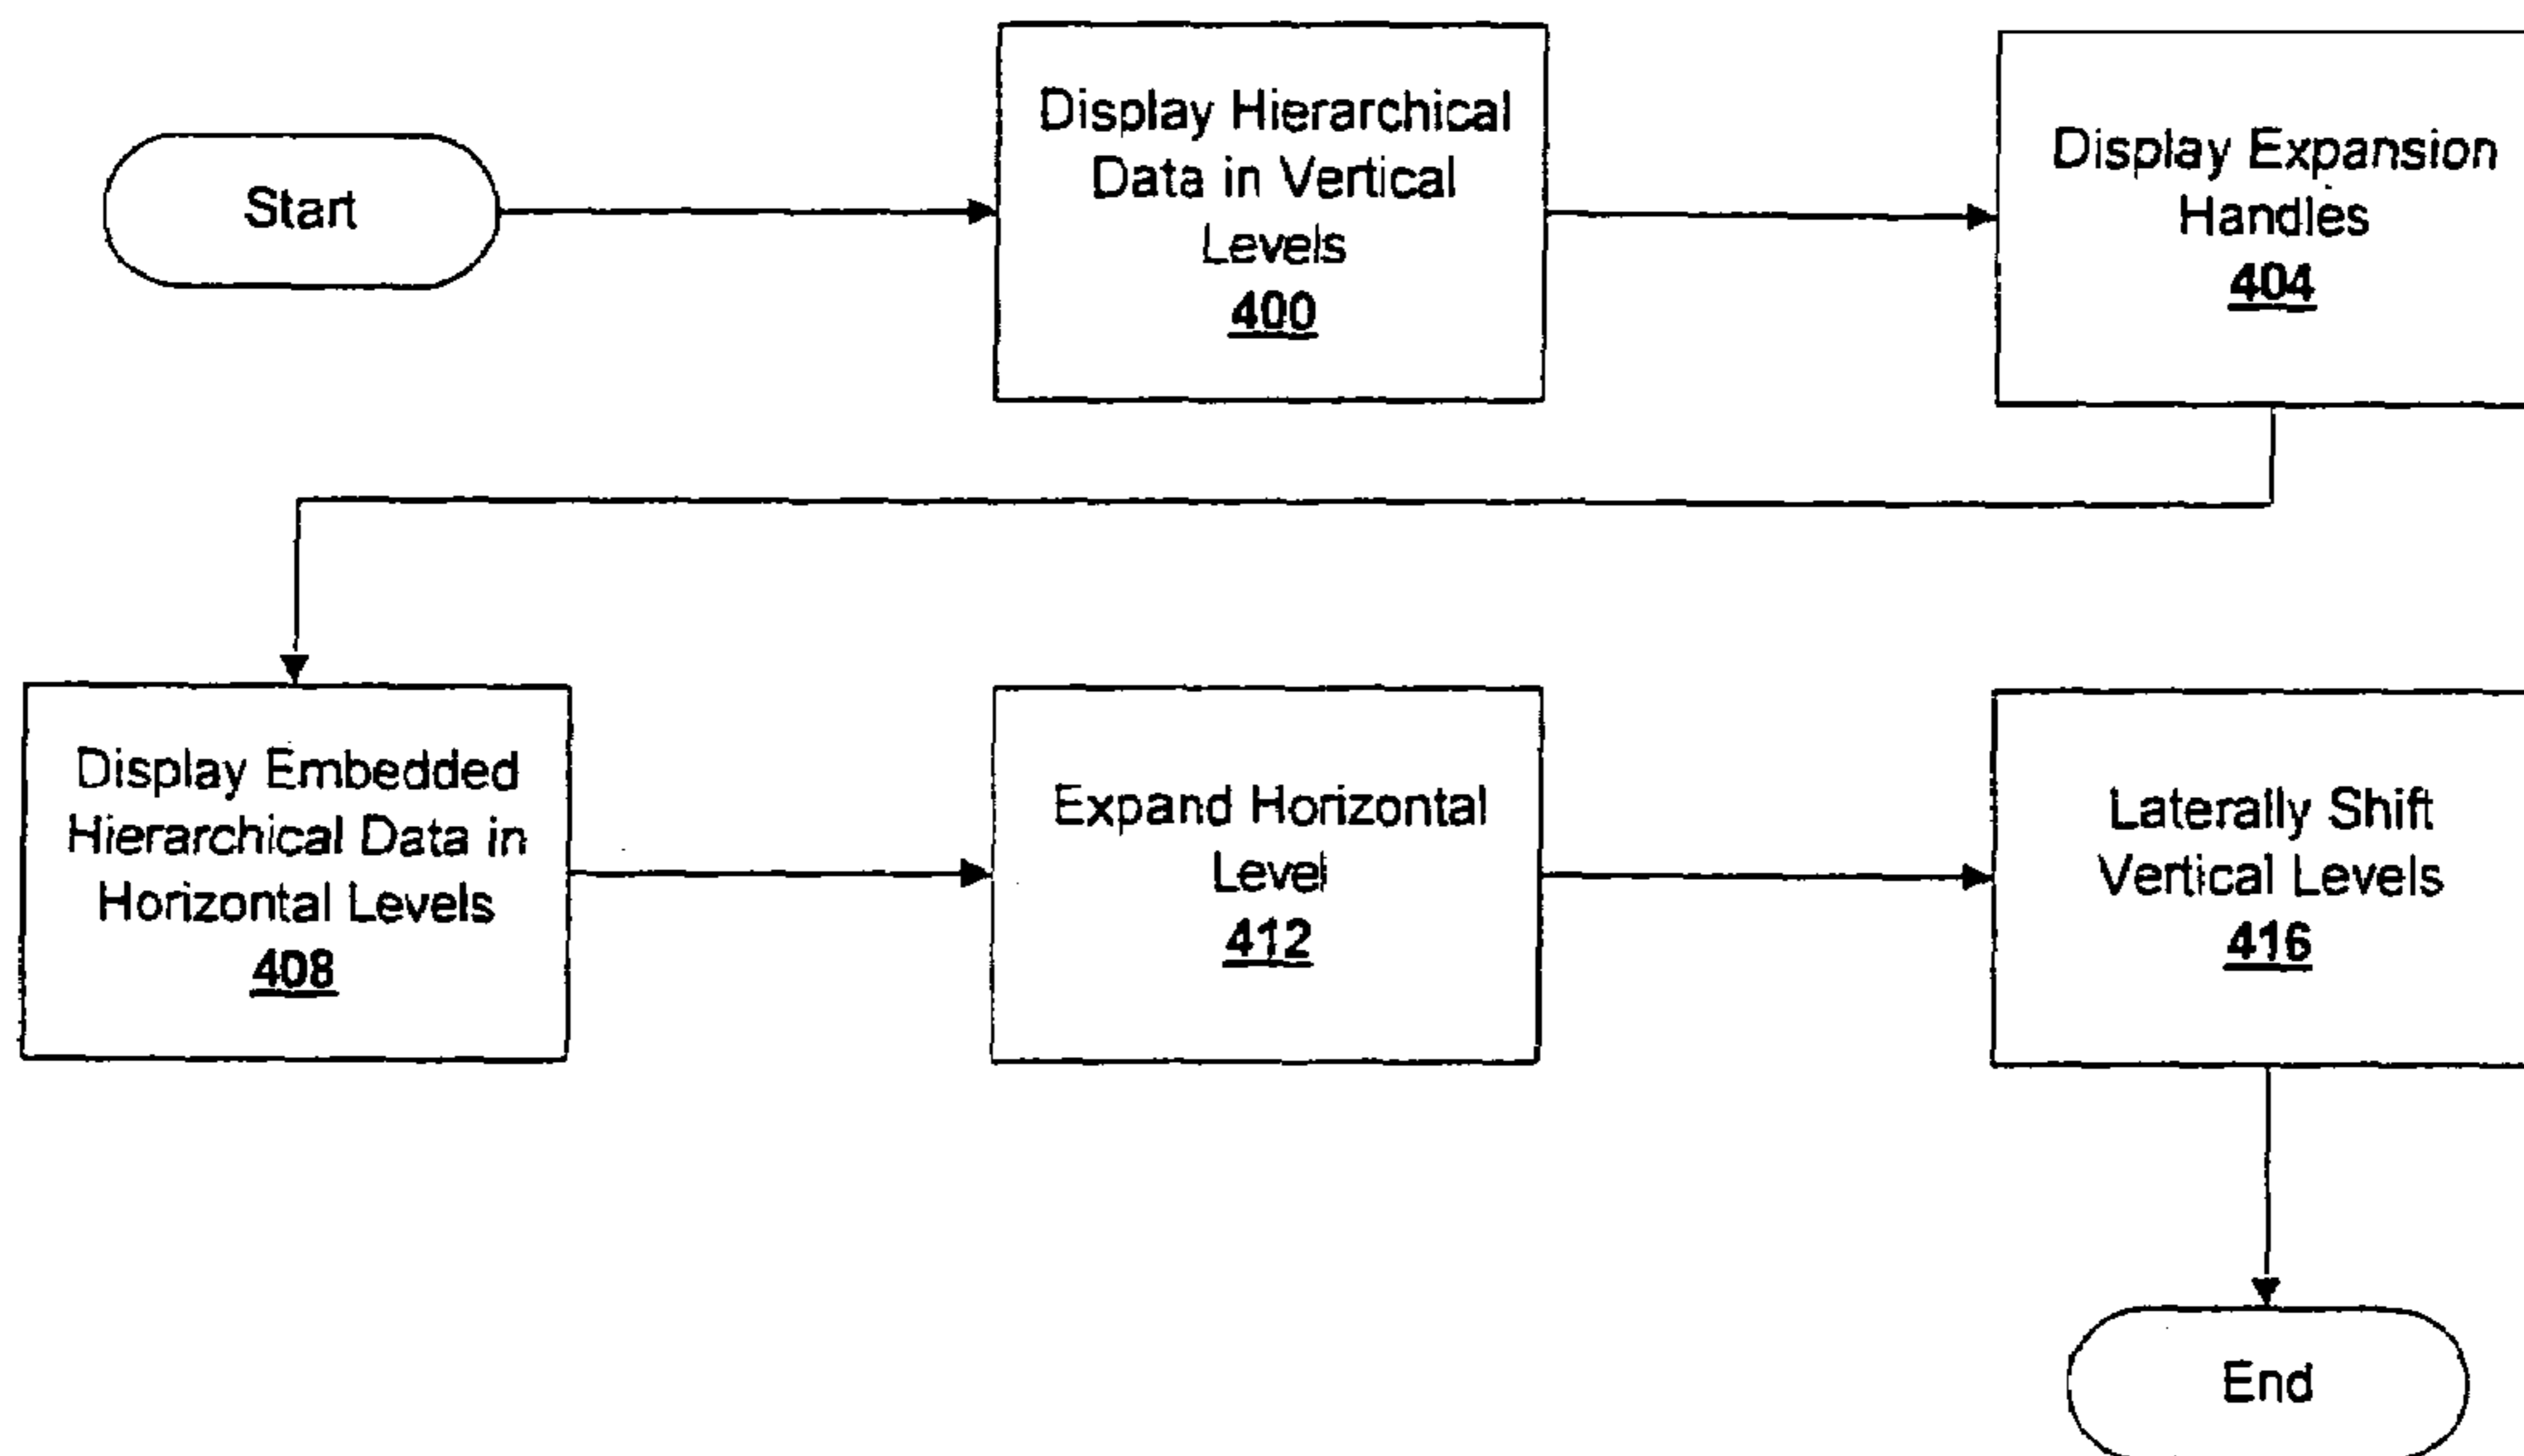 Start
Display Hierarchical
Data in Vertical
Levels
400
Display Expansion
Handles
404
Display Embedded
Hierarchical Data in
Horizontal Levels
408
Expand Horizontal
Level
412
Laterally Shift
Vertical Levels
416
End